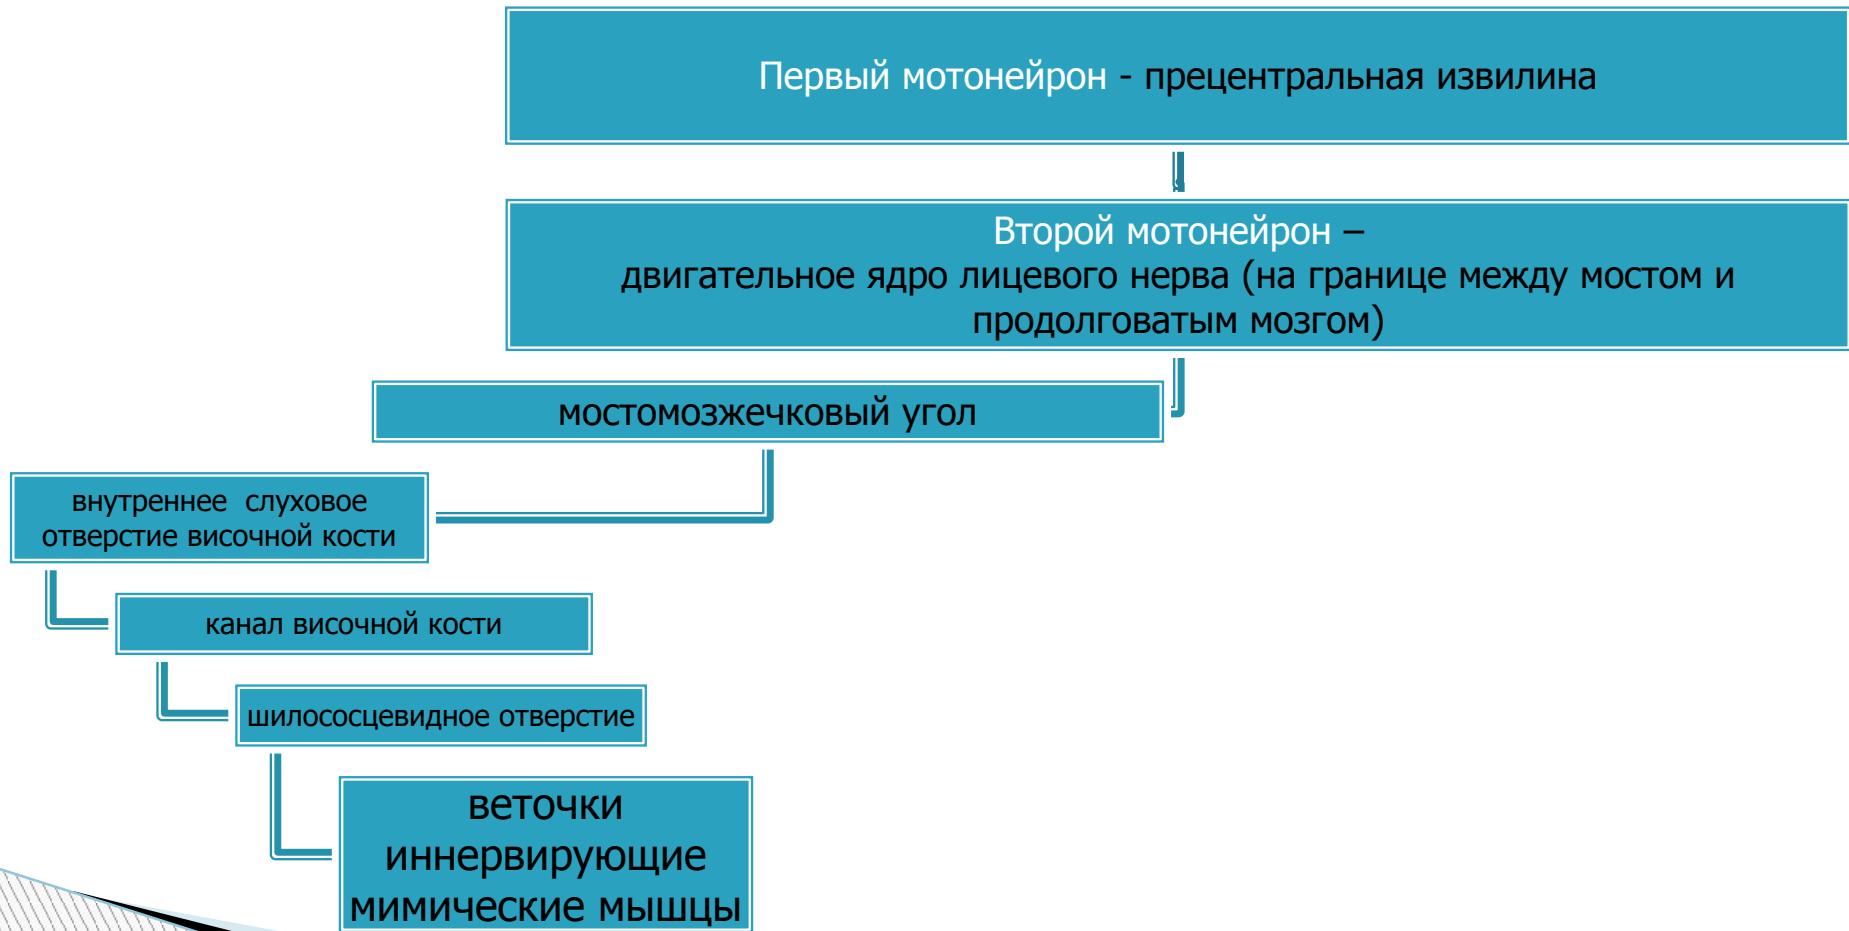 Первый мотонейрон - прецентральная извилина
Второй мотонейрон –
двигательное ядро лицевого нерва (на границе между мостом и
продолговатым мозгом)
мостомозжечковый угол
внутреннее слуховое
отверстие височной кости
канал височной кости
шилососцевидное отверстие
веточки
иннервирующие
мимические мышцы